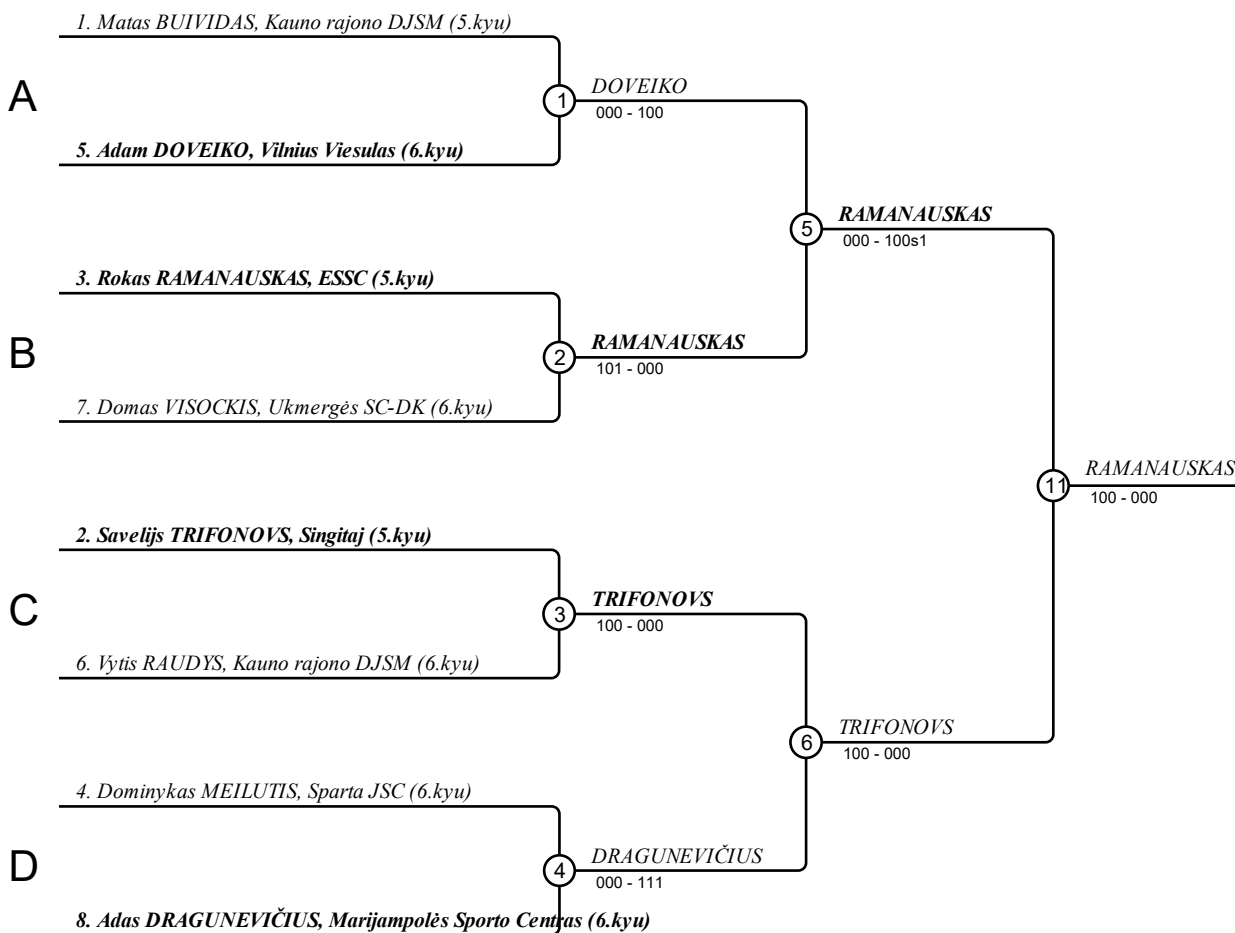 1. Matas BUIVIDAS, Kauno rajono DJSM (5.kyu)
A
1
DOVEIKO
000 - 100
5. Adam DOVEIKO, Vilnius Viesulas (6.kyu)
5
RAMANAUSKAS
000 - 100s1
3. Rokas RAMANAUSKAS, ESSC (5.kyu)
B
2
RAMANAUSKAS
101 - 000
7. Domas VISOCKIS, Ukmergės SC-DK (6.kyu)
11
RAMANAUSKAS
100 - 000
2. Savelijs TRIFONOVS, Singitaj (5.kyu)
C
3
TRIFONOVS
100 - 000
6. Vytis RAUDYS, Kauno rajono DJSM (6.kyu)
6
TRIFONOVS
100 - 000
4. Dominykas MEILUTIS, Sparta JSC (6.kyu)
D
4
DRAGUNEVIČIUS
000 - 111
8. Adas DRAGUNEVIČIUS, Marijampolės Sporto Centras (6.kyu)